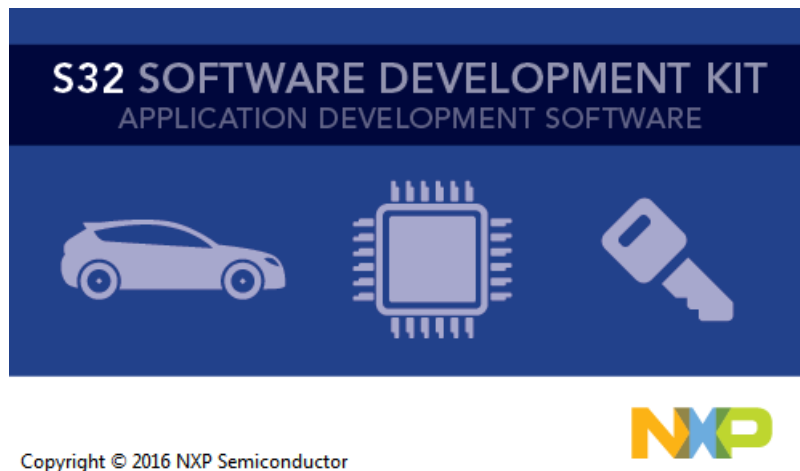 S32 SOFTWARE DEVELOPMENT KIT
APPLICATION DEVELOPMENT SOFTWARE
NXP
Copyright © 2016 NXP Semiconductor